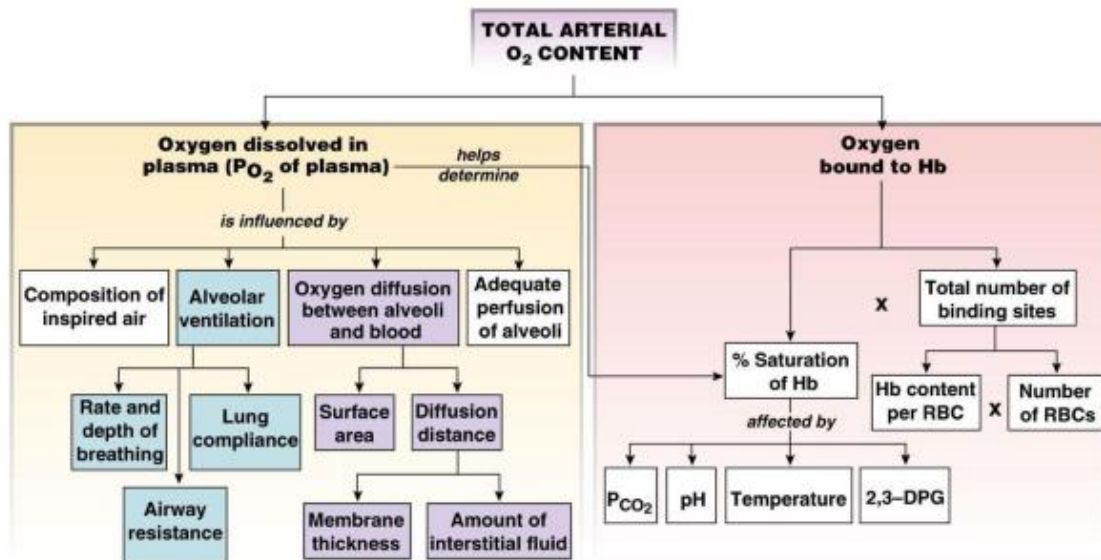 TOTAL ARTERIAL
O₂ CONTENT
Oxygen dissolved in
plasma (PO₂ of plasma)
helps
determine
is influenced by
Composition of
inspired air
Alveolar
ventilation
Oxygen diffusion
between alveoli
and blood
Adequate
perfusion
of alveoli
Rate and
depth of
breathing
Lung
compliance
Airway
resistance
Surface
area
Diffusion
distance
Membrane
thickness
Amount of
interstitial fluid
Oxygen
bound to Hb
% Saturation
of Hb
x
Total number of
binding sites
Hb content
per RBC
x
Number
of RBCs
affected by
PCO₂
pH
Temperature
2,3–DPG